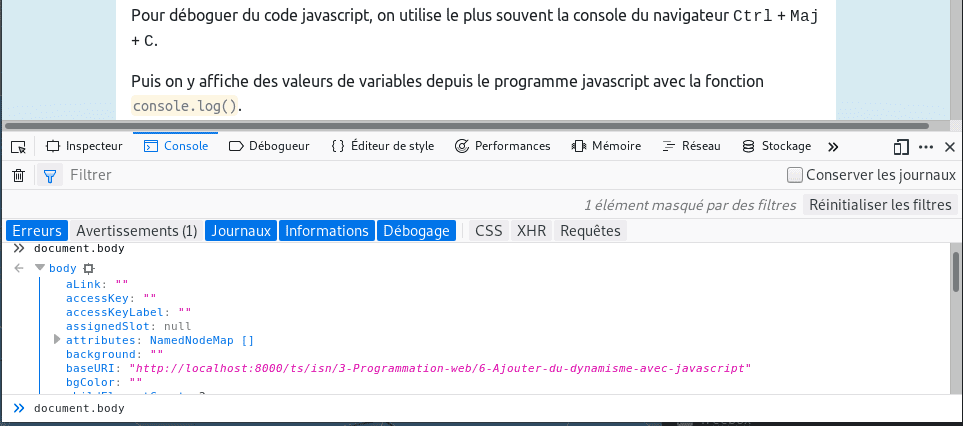 Pour déboguer du code javascript, on utilise le plus souvent la console du navigateur Ctrl + Maj
+ C.
Puis on y affiche des valeurs de variables depuis le programme javascript avec la fonction
console.log().
Inspecteur Console Débogueur {} Éditeur de style Performances Mémoire Réseau Stockage
Filtrer Conserver les journaux
1 élément masqué par des filtres Réinitialiser les filtres
Erreurs Avertissements (1) Journaux Informations Débogage CSS XHR Requêtes
document.body
body
aLink: ""
accessKey: ""
accessKeyLabel: ""
assignedSlot: null
attributes: NamedNodeMap []
background: ""
baseURI: "http://localhost:8000/ts/isn/3-Programmation-web/6-Ajouter-du-dynamisme-avec-javascript"
bgColor: ""
document.body